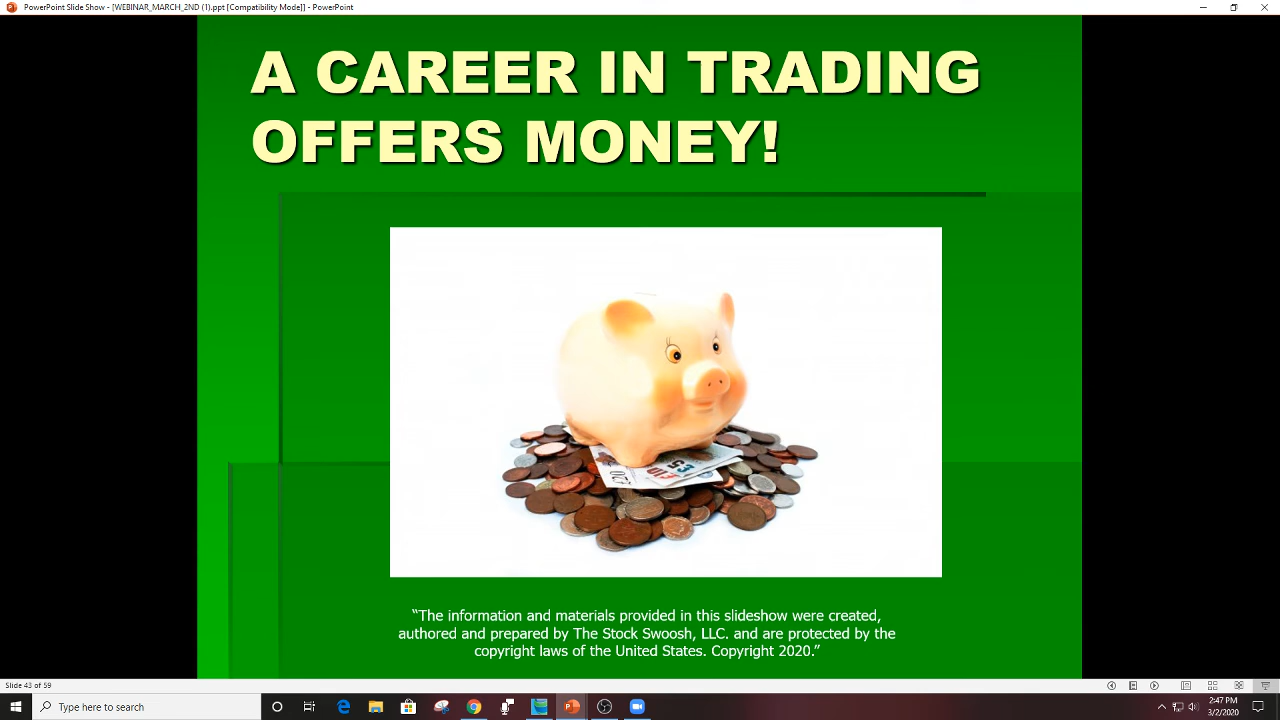 PowerPoint Slide Show - [WEBINAR_MARCH_2ND (1).ppt [Compatibility Mode]] - PowerPoint
A CAREER IN TRADING
OFFERS MONEY!
£5
“The information and materials provided in this slideshow were created,
authored and prepared by The Stock Swoosh, LLC. and are protected by the
copyright laws of the United States. Copyright 2020.”
Slide 43 of 59
Type here to search
2:47 PM
3/2/2020